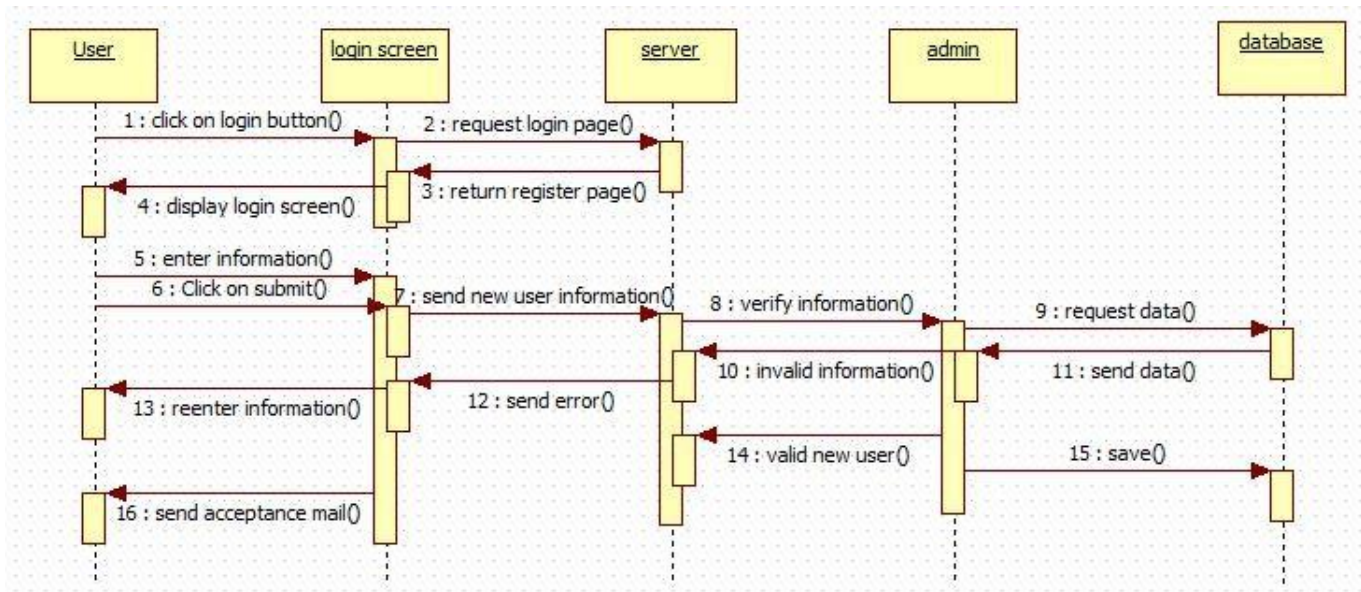 User
login screen
server
admin
database
1 : click on login button()
2 : request login page()
3 : return register page()
4 : display login screen()
5 : enter information()
6 : Click on submit()
7 : send new user information()
8 : verify information()
9 : request data()
10 : invalid information()
11 : send data()
12 : send error()
13 : reenter information()
14 : valid new user()
15 : save()
16 : send acceptance mail()